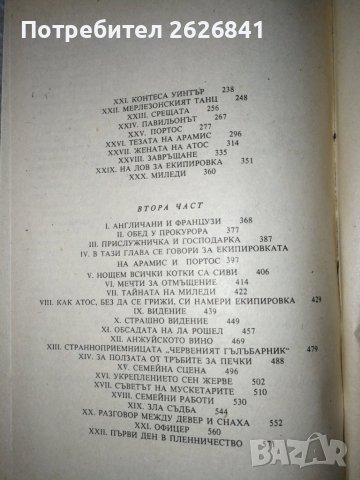 Потребител 2626841
XXI. КОНТЕСА УИНТЪР 238
XXII. МЕРЛЕЗОНСКИЯТ ТАНЦ 248
XXIII. СРЕЩАТА 256
XXIV. ПАВИЛЬОНЪТ 267
XXV. ПОРТОС 277
XXVI. ТЕЗАТА НА АРАМИС 296
XXVII. ЖЕНАТА НА АТОС 314
XXVIII. ЗАВРЪЩАНЕ 335
XXIX. НА ЛОВ ЗА ЕКИПИРОВКА 351
XXX. МИЛЕДИ 360
ВТОРА ЧАСТ
I. АНГЛИЧАНИ И ФРАНЦУЗИ 368
II. ОБЕД У ПРОКУРОРА 377
III. ПРИСЛУЖНИЧКА И ГОСПОДАРКА 387
IV. В ТАЗИ ГЛАВА СЕ ГОВОРИ ЗА ЕКИПИРОВКАТА
НА АРАМИС И ПОРТОС 397
V. НОЩЕМ ВСИЧКИ КОТКИ СА СИВИ 406
VI. МЕЧТИ ЗА ОТМЪЩЕНИЕ 414
VII. ТАЙНАТА НА МИЛЕДИ 422
VIII. КАК АТОС, БЕЗ ДА СЕ ГРИЖИ, СИ НАМЕРИ ЕКИПИРОВКА 429
IX. ВИДЕНИЕ 439
X. СТРАШНО ВИДЕНИЕ 449
XI. ОБСАДАТА НА ЛА РОШЕЛ 457
XII. АНЖУЙСКОТО ВИНО 469
XIII. СТРАННОПРИЕМНИЦАТА „ЧЕРВЕНИЯТ ГЪЛЪБАРНИК“ 479
XIV. ЗА ПОЛЗАТА ОТ ТРЪБИТЕ ЗА ПЕЧКИ 488
XV. СЕМЕЙНА СЦЕНА 496
XVI. УКРЕПЛЕНИЕТО СЕН ЖЕРВЕ 502
XVII. СЪВЕТЪТ НА МУСКЕТАРИТЕ 510
XVIII. СЕМЕЙНИ РАБОТИ 530
XIX. ЗЛА СЪДБА 544
XX. РАЗГОВОР МЕЖДУ ДЕВЕР И СНАХА 552
XXI. ОФИЦЕР 560
XXII. ПЪРВИ ДЕН В ПЛЕННИЧЕСТВО
bazar